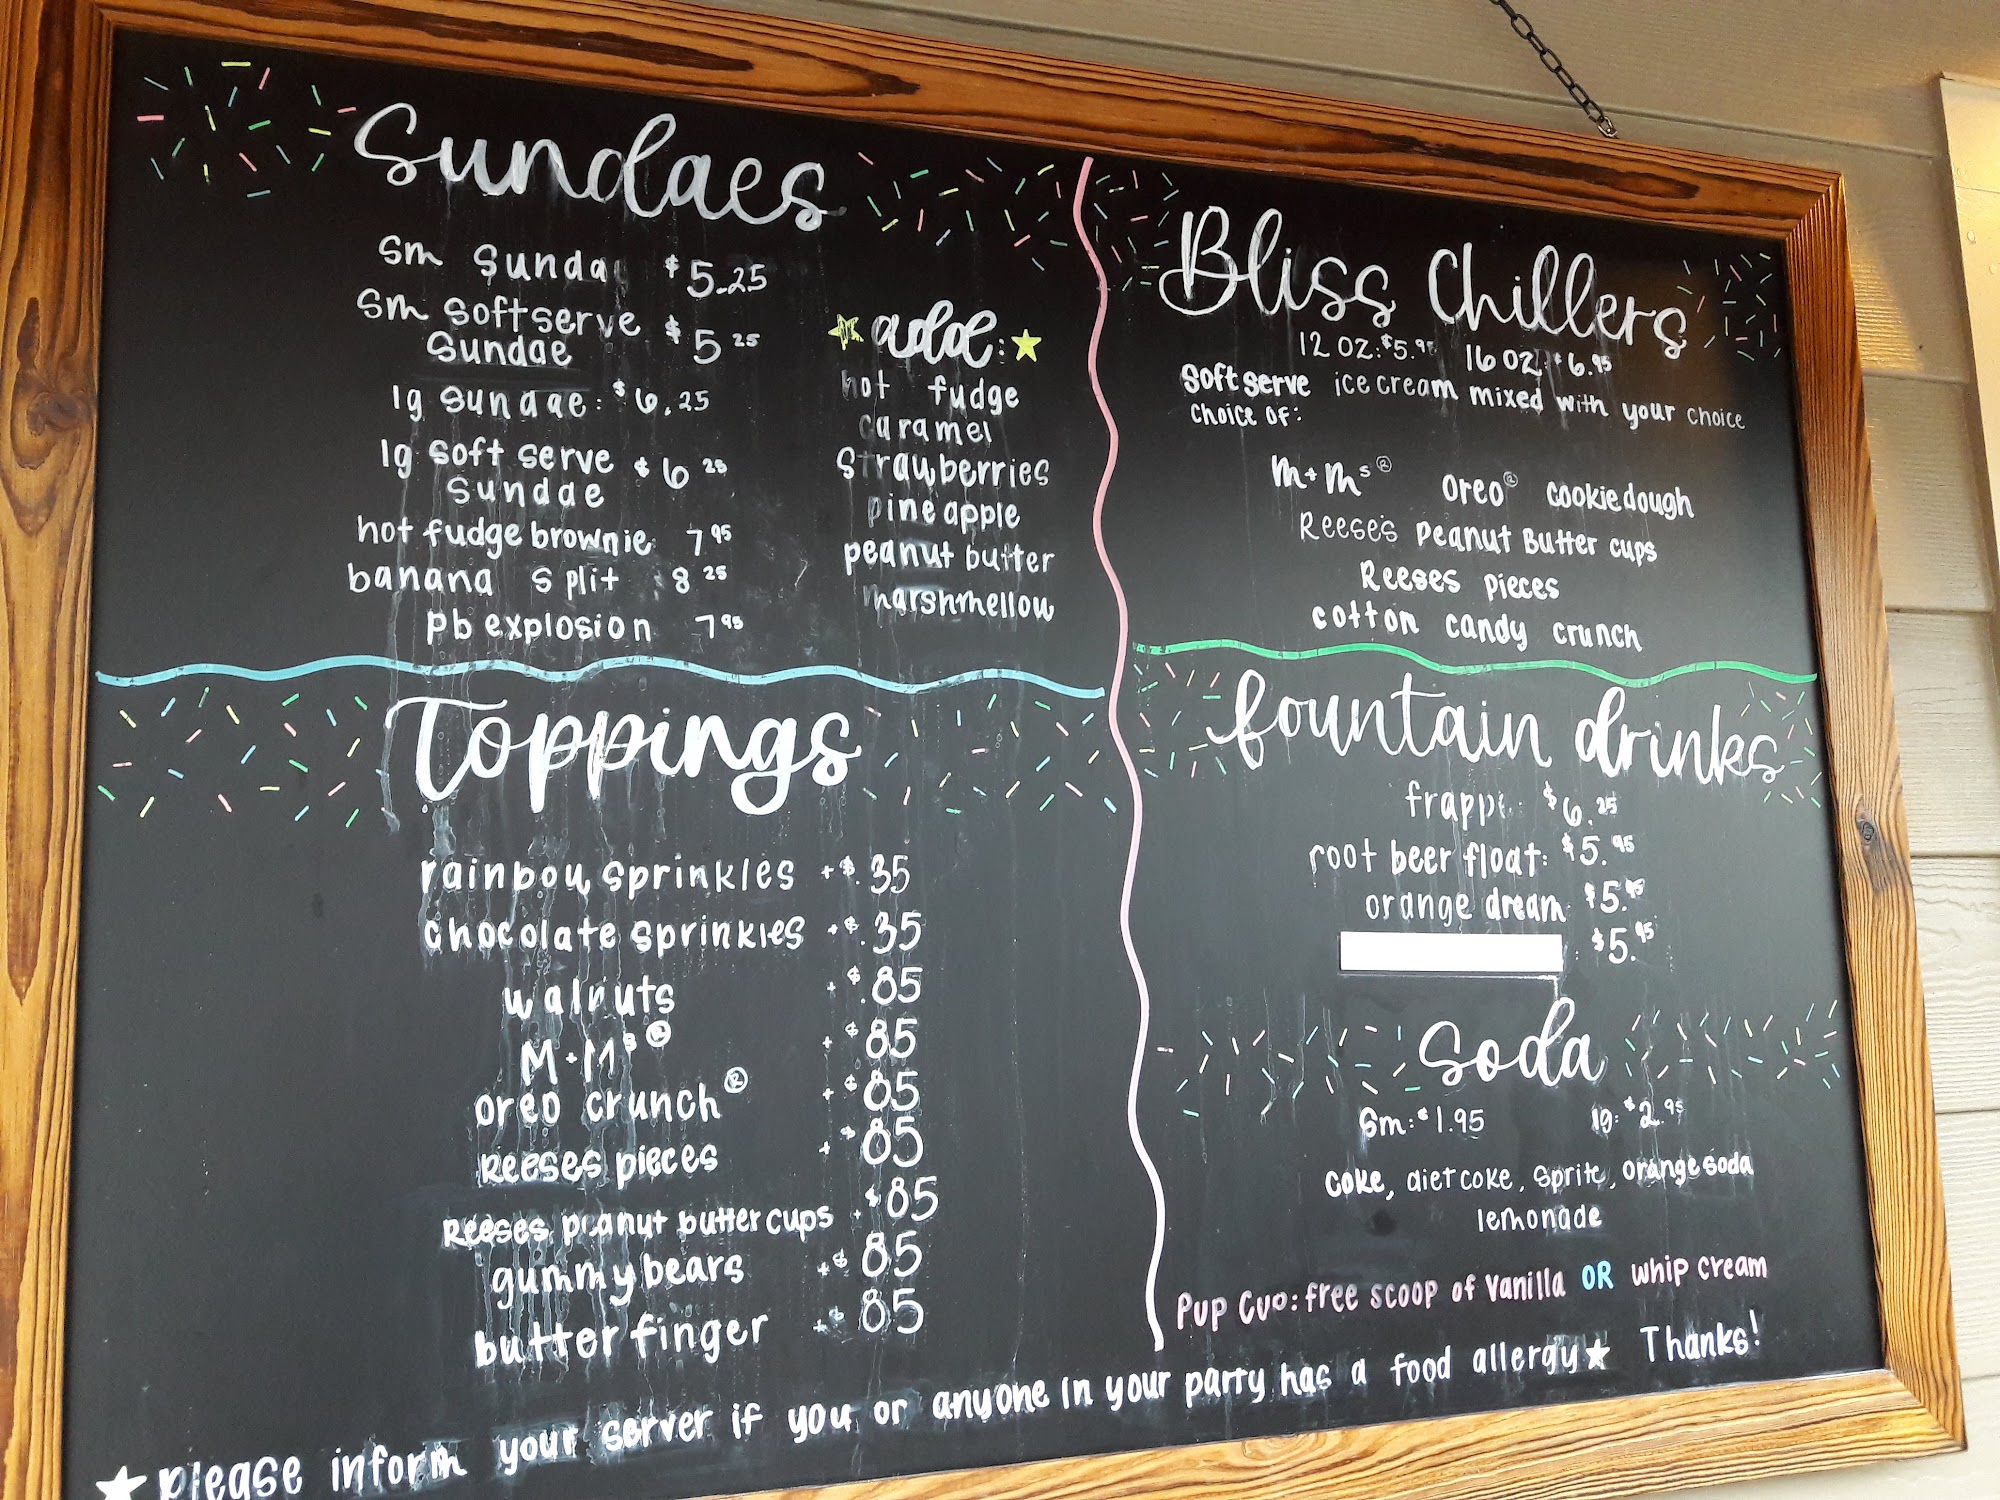 Sundaes
sm Sunda $5.25
sm softserve $5 25
Sundae
lg sundae: $6.25
lg soft serve $6 25
sundae
hot fudge brownie 7 95
banana split 8 25
pb explosion 7 95
add:
hot fudge
caramel
strawberries
pineapple
peanut butter
marshmellow
Toppings
rainbow sprinkles +$.35
chocolate sprinkles +$.35
walnuts +$.85
M+M's® +$85
oreo crunch® +$85
Reeses pieces +$85
Reeses peanut butter cups +$85
gummy bears +$85
butterfinger +$85
Bliss Chillers
12 oz: $5.95 16 oz: $6.95
Soft serve ice cream mixed with your choice
choice of:
m+m's® oreo® cookie dough
Reese's Peanut Butter cups
Reeses pieces
cotton candy crunch
fountain drinks
frappe: $6.25
root beer float: $5.95
orange dream $5.95
: $5.95
soda
sm: $1.95 lg: $2.95
coke, diet coke, sprite, orange soda
lemonade
Pup Cup: free scoop of vanilla OR whip cream
★ please inform your server if you or anyone in your party has a food allergy★ Thanks!